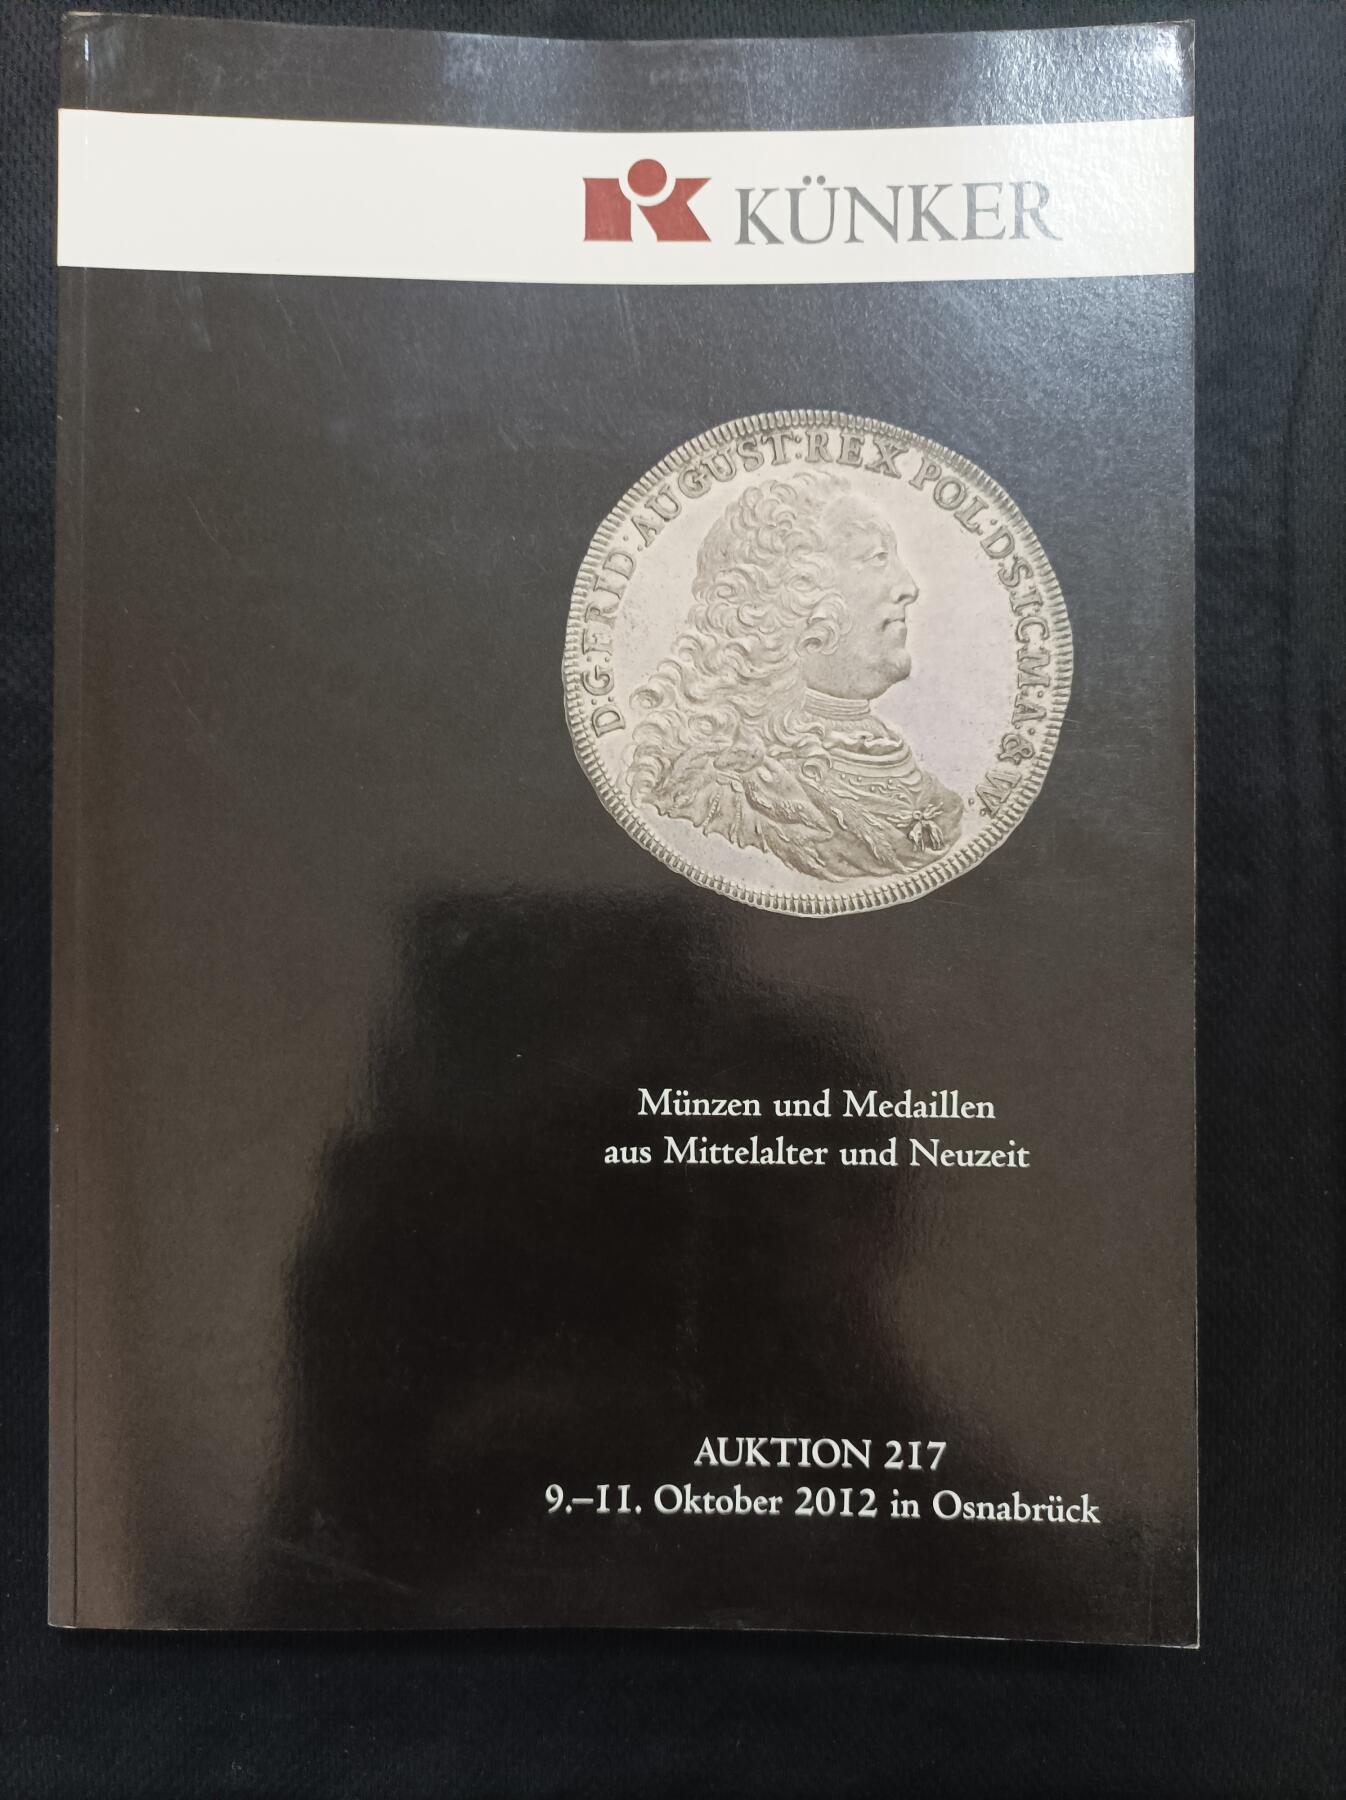 KÜNKER
D:G:FRID:AUGUST:REX POL:D:S:I:C:M:A:& W:
Münzen und Medaillen
aus Mittelalter und Neuzeit
AUKTION 217
9.–11. Oktober 2012 in Osnabrück